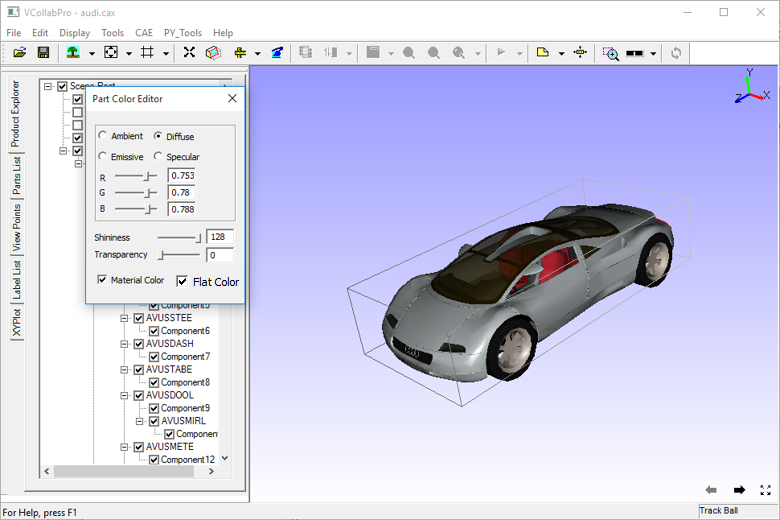 VCollabPro - audi.cax
File Edit Display Tools CAE PY_Tools Help
Product Explorer
Parts List
View Points
Label List
XYPlot
Part Color Editor
Ambient Diffuse
Emissive Specular
R 0.753
G 0.78
B 0.788
Shininess 128
Transparency 0
Material Color Flat Color
AVUSSTEE
Component6
AVUSDASH
Component7
AVUSTABE
Component8
AVUSDOOL
Component9
AVUSMIRL
Componen
AVUSMETE
Component12
Y
Z X
For Help, press F1
Track Ball